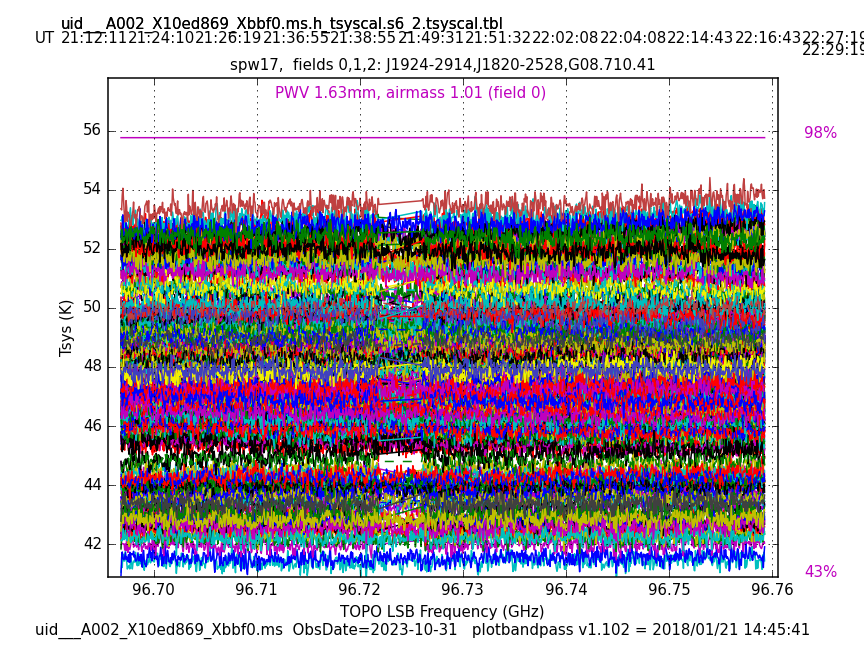 uid___A002_X10ed869_Xbbf0.ms.h_tsyscal.s6_2.tsyscal.tbl
UT 21:12:11 21:24:10 21:26:19 21:36:55 21:38:55 21:49:31 21:51:32 22:02:08 22:04:08 22:14:43 22:16:43 22:27:19
22:29:19
spw17, fields 0,1,2: J1924-2914,J1820-2528,G08.710.41
PWV 1.63mm, airmass 1.01 (field 0)
98%
56
54
52
50
48
46
44
42
Tsys (K)
43%
96.70 96.71 96.72 96.73 96.74 96.75 96.76
TOPO LSB Frequency (GHz)
uid___A002_X10ed869_Xbbf0.ms ObsDate=2023-10-31 plotbandpass v1.102 = 2018/01/21 14:45:41